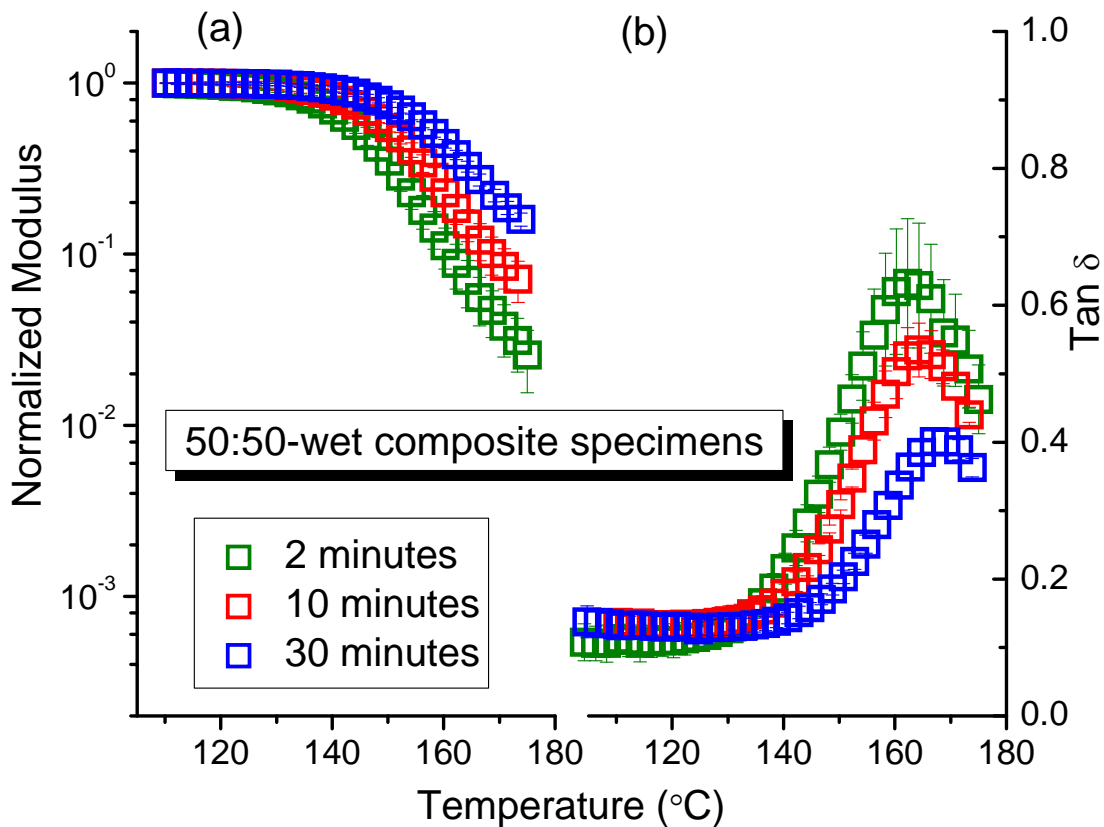 (a)
(b)
Normalized Modulus
10^0
10^-1
10^-2
10^-3
1.0
0.8
0.6
0.4
0.2
0.0
Tan δ
50:50-wet composite specimens
2 minutes
10 minutes
30 minutes
120 140 160 180 120 140 160 180
Temperature (°C)